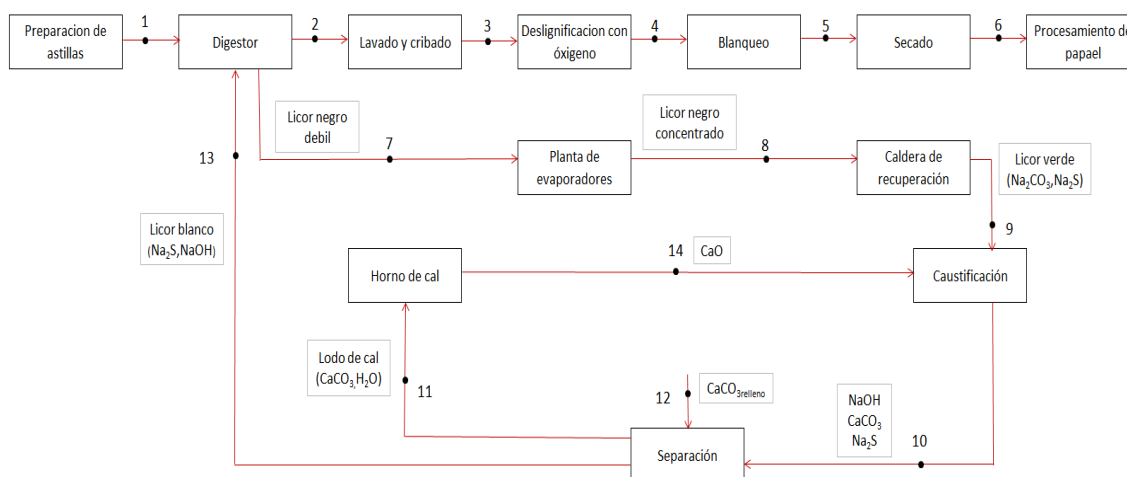 1
2
3
4
5
6
Preparacion de
astillas
Digestor
Lavado y cribado
Deslignificacion con
óxigeno
Blanqueo
Secado
Procesamiento de
papael
Licor negro
debil
7
Licor negro
concentrado
8
13
Planta de
evaporadores
Caldera de
recuperación
Licor verde
(Na₂CO₃,Na₂S)
9
Licor blanco
(Na₂S,NaOH)
14
CaO
Horno de cal
Caustificación
Lodo de cal
(CaCO₃,H₂O)
11
12
CaCO₃relleno
NaOH
CaCO₃
Na₂S
10
Separación